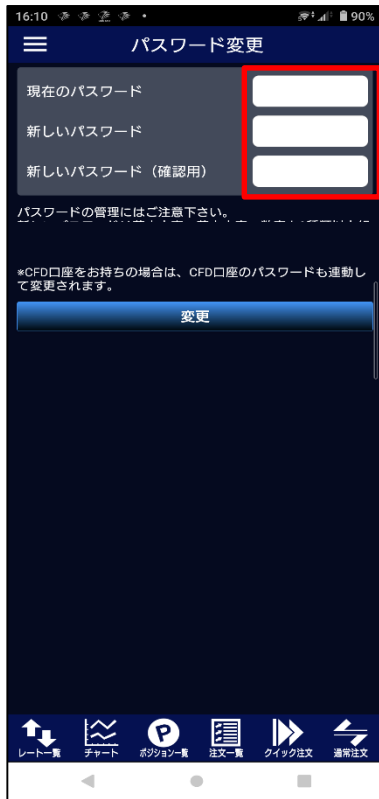 16:10
90%
パスワード変更
現在のパスワード
新しいパスワード
新しいパスワード（確認用）
パスワードの管理にはご注意下さい。
*CFD口座をお持ちの場合は、CFD口座のパスワードも連動し
て変更されます。
変更
P
レート一覧 チャート ポジション一覧 注文一覧 クイック注文 通常注文